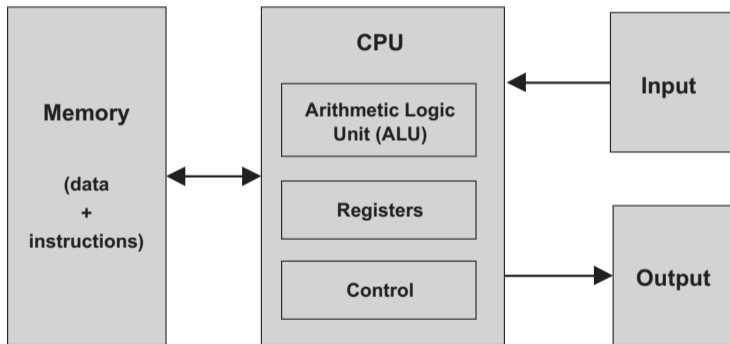 Memory
(data
+
instructions)
CPU
Arithmetic Logic
Unit (ALU)
Registers
Control
Input
Output